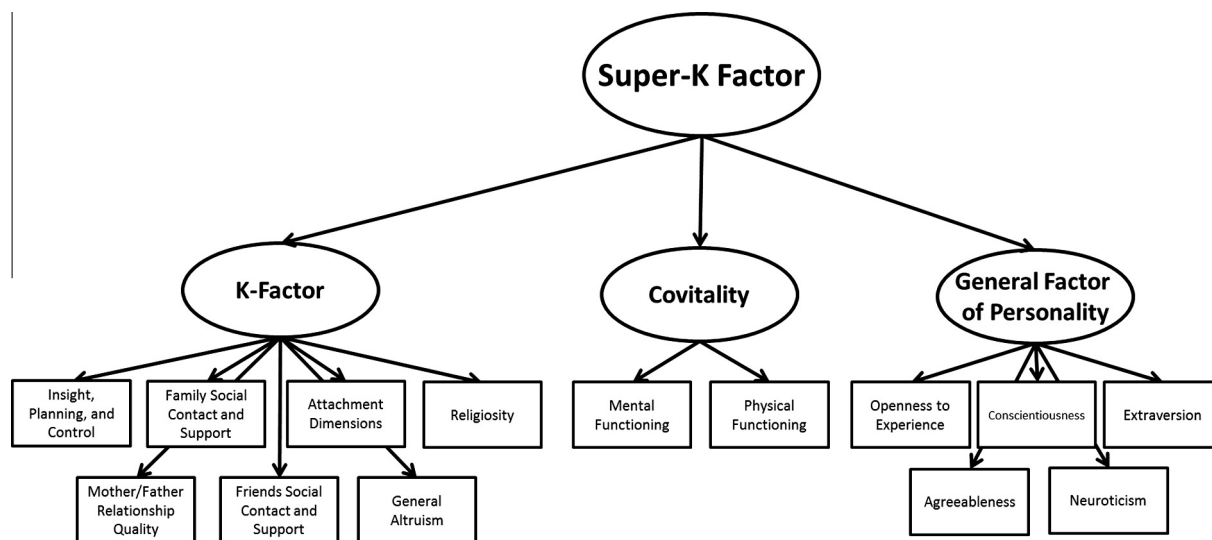 Super-K Factor
K-Factor
Covitality
General Factor
of Personality
Insight,
Planning, and
Control
Family Social
Contact and
Support
Attachment
Dimensions
Religiosity
Mental
Functioning
Physical
Functioning
Openness to
Experience
Conscientiousness
Extraversion
Mother/Father
Relationship
Quality
Friends Social
Contact and
Support
General
Altruism
Agreeableness
Neuroticism